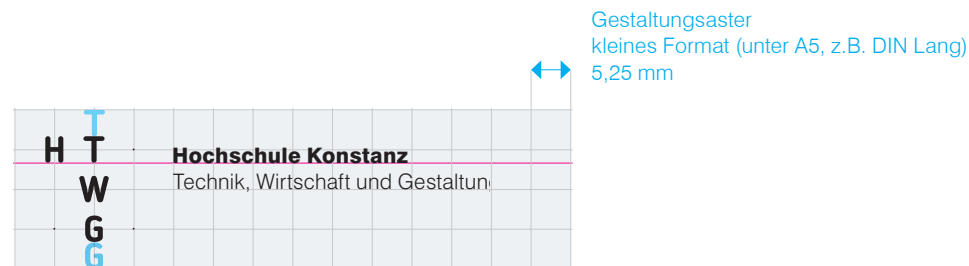 Gestaltungsaster
kleines Format (unter A5, z.B. DIN Lang)
5,25 mm
T
H T
Hochschule Konstanz
Technik, Wirtschaft und Gestaltun
W
G
G